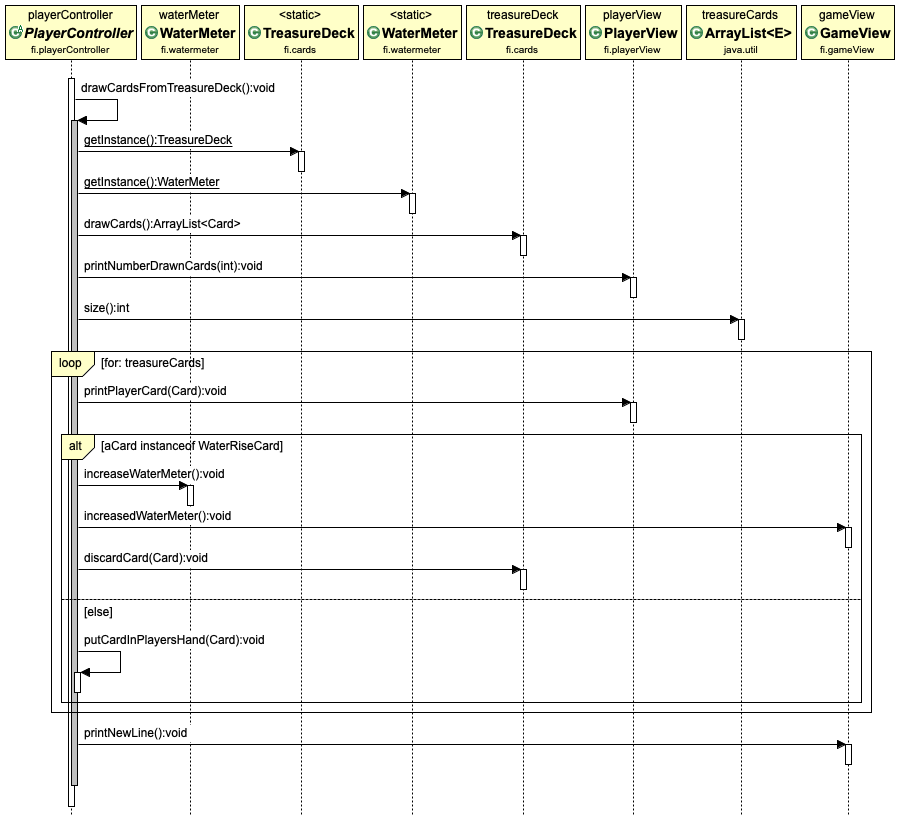 playerController
PlayerController
fi.playerController
waterMeter
WaterMeter
fi.watermeter
<static>
TreasureDeck
fi.cards
<static>
WaterMeter
fi.watermeter
treasureDeck
TreasureDeck
fi.cards
playerView
PlayerView
fi.playerView
treasureCards
ArrayList<E>
java.util
gameView
GameView
fi.gameView
drawCardsFromTreasureDeck():void
getInstance():TreasureDeck
getInstance():WaterMeter
drawCards():ArrayList<Card>
printNumberDrawnCards(int):void
size():int
loop [for: treasureCards]
printPlayerCard(Card):void
alt [aCard instanceof WaterRiseCard]
increaseWaterMeter():void
increasedWaterMeter():void
discardCard(Card):void
[else]
putCardInPlayersHand(Card):void
printNewLine():void